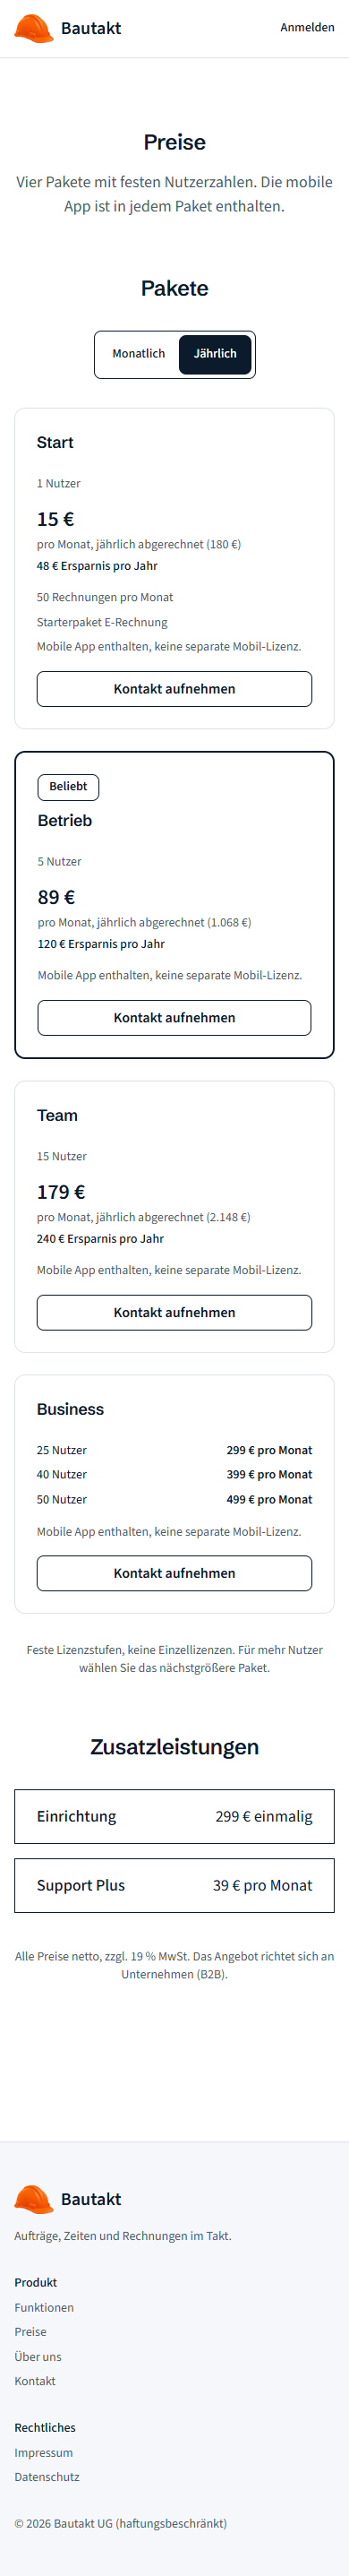 Bautakt
Anmelden
Preise
Vier Pakete mit festen Nutzerzahlen. Die mobile
App ist in jedem Paket enthalten.
Pakete
Monatlich
Jährlich
Start
1 Nutzer
15 €
pro Monat, jährlich abgerechnet (180 €)
48 € Ersparnis pro Jahr
50 Rechnungen pro Monat
Starterpaket E-Rechnung
Mobile App enthalten, keine separate Mobil-Lizenz.
Kontakt aufnehmen
Beliebt
Betrieb
5 Nutzer
89 €
pro Monat, jährlich abgerechnet (1.068 €)
120 € Ersparnis pro Jahr
Mobile App enthalten, keine separate Mobil-Lizenz.
Kontakt aufnehmen
Team
15 Nutzer
179 €
pro Monat, jährlich abgerechnet (2.148 €)
240 € Ersparnis pro Jahr
Mobile App enthalten, keine separate Mobil-Lizenz.
Kontakt aufnehmen
Business
25 Nutzer 299 € pro Monat
40 Nutzer 399 € pro Monat
50 Nutzer 499 € pro Monat
Mobile App enthalten, keine separate Mobil-Lizenz.
Kontakt aufnehmen
Feste Lizenzstufen, keine Einzellizenzen. Für mehr Nutzer
wählen Sie das nächstgrößere Paket.
Zusatzleistungen
Einrichtung 299 € einmalig
Support Plus 39 € pro Monat
Alle Preise netto, zzgl. 19 % MwSt. Das Angebot richtet sich an
Unternehmen (B2B).
Bautakt
Aufträge, Zeiten und Rechnungen im Takt.
Produkt
Funktionen
Preise
Über uns
Kontakt
Rechtliches
Impressum
Datenschutz
© 2026 Bautakt UG (haftungsbeschränkt)